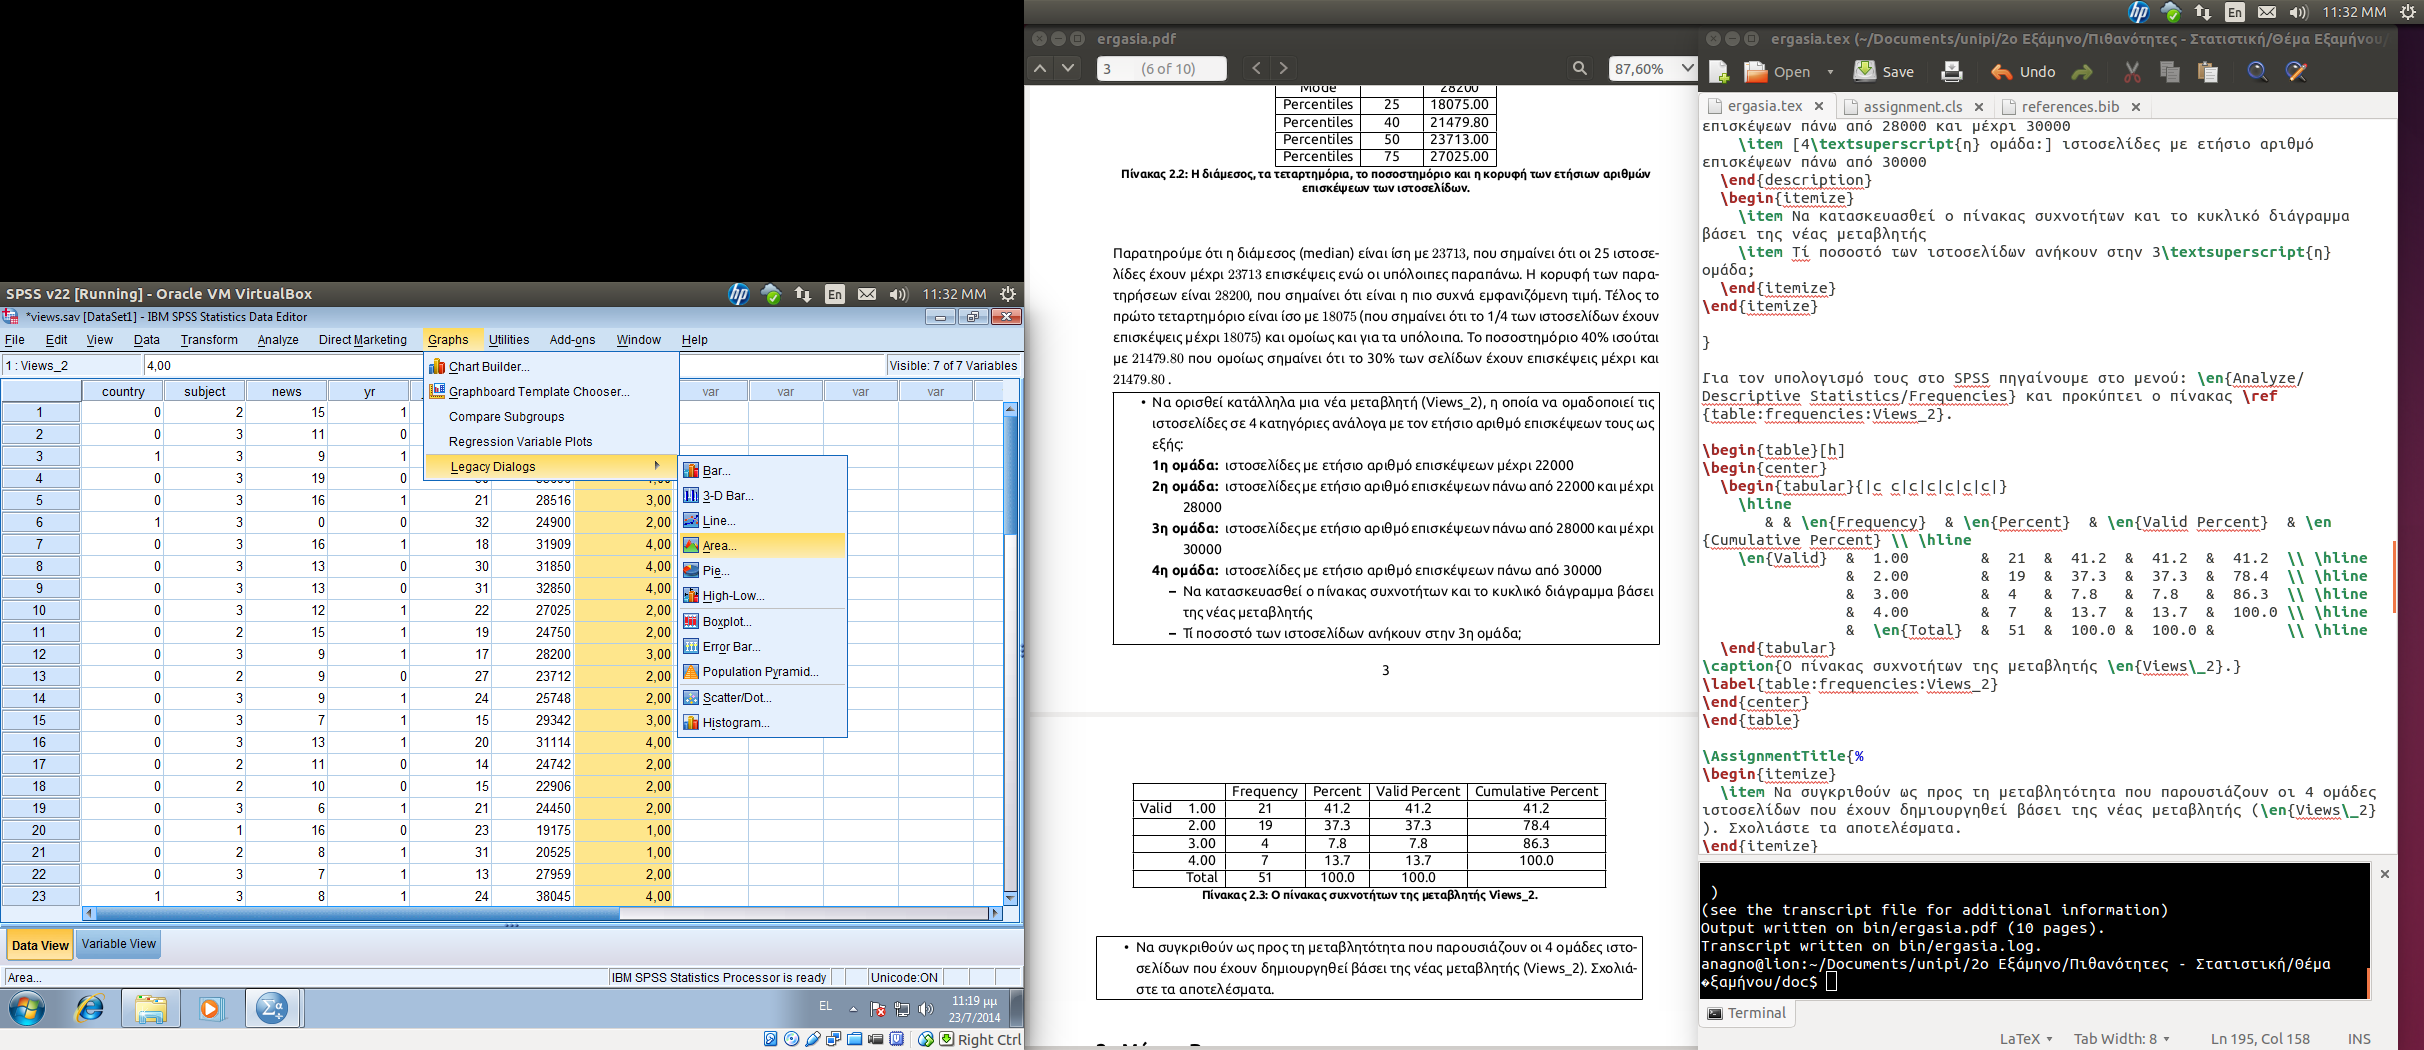 En 11:32 MM
SPSS v22 [Running] - Oracle VM VirtualBox
En 11:32 MM
*views.sav [DataSet1] - IBM SPSS Statistics Data Editor
File Edit View Data Transform Analyze Direct Marketing Graphs Utilities Add-ons Window Help
1 : Views_2 4,00 Visible: 7 of 7 Variables
country subject news yr var var var var
1 0 2 15 1
2 0 3 11 0
3 1 3 9 1
4 0 3 19 0
5 0 3 16 1 21 28516 3,00
6 1 3 0 0 32 24900 2,00
7 0 3 16 1 18 31909 4,00
8 0 3 13 0 30 31850 4,00
9 0 3 13 0 31 32850 4,00
10 0 3 12 1 22 27025 2,00
11 0 2 15 1 19 24750 2,00
12 0 3 9 1 17 28200 3,00
13 0 2 9 0 27 23712 2,00
14 0 3 9 1 24 25748 2,00
15 0 3 7 1 15 29342 3,00
16 0 3 13 1 20 31114 4,00
17 0 2 11 0 14 24742 2,00
18 0 2 10 0 15 22906 2,00
19 0 3 6 1 21 24450 2,00
20 0 1 16 0 23 19175 1,00
21 0 2 8 1 31 20525 1,00
22 0 3 7 1 13 27959 2,00
23 1 3 8 1 24 38045 4,00
Chart Builder...
Graphboard Template Chooser...
Compare Subgroups
Regression Variable Plots
Legacy Dialogs
Bar...
3-D Bar...
Line...
Area...
Pie...
High-Low...
Boxplot...
Error Bar...
Population Pyramid...
Scatter/Dot...
Histogram...
Data View Variable View
Area... IBM SPSS Statistics Processor is ready Unicode:ON
EL 11:19 μμ
23/7/2014
Right Ctrl
ergasia.pdf
3 (6 of 10) 87,60%
Mode 28200
Percentiles 25 18075.00
Percentiles 40 21479.80
Percentiles 50 23713.00
Percentiles 75 27025.00
Πίνακας 2.2: Η διάμεσος, τα τεταρτημόρια, το ποσοστημόριο και η κορυφή των ετήσιων αριθμών
επισκέψεων των ιστοσελίδων.
Παρατηρούμε ότι η διάμεσος (median) είναι ίση με 23713, που σημαίνει ότι οι 25 ιστοσε-
λίδες έχουν μέχρι 23713 επισκέψεις ενώ οι υπόλοιπες παραπάνω. Η κορυφή των παρα-
τηρήσεων είναι 28200, που σημαίνει ότι είναι η πιο συχνά εμφανιζόμενη τιμή. Τέλος το
πρώτο τεταρτημόριο είναι ίσο με 18075 (που σημαίνει ότι το 1/4 των ιστοσελίδων έχουν
επισκέψεις μέχρι 18075) και ομοίως και για τα υπόλοιπα. Το ποσοστημόριο 40% ισούται
με 21479.80 που ομοίως σημαίνει ότι το 30% των σελίδων έχουν επισκέψεις μέχρι και
21479.80 .
• Να ορισθεί κατάλληλα μια νέα μεταβλητή (Views_2), η οποία να ομαδοποιεί τις
ιστοσελίδες σε 4 κατηγόριες ανάλογα με τον ετήσιο αριθμό επισκέψεων τους ως
εξής:
1η ομάδα: ιστοσελίδες με ετήσιο αριθμό επισκέψεων μέχρι 22000
2η ομάδα: ιστοσελίδες με ετήσιο αριθμό επισκέψεων πάνω από 22000 και μέχρι
28000
3η ομάδα: ιστοσελίδες με ετήσιο αριθμό επισκέψεων πάνω από 28000 και μέχρι
30000
4η ομάδα: ιστοσελίδες με ετήσιο αριθμό επισκέψεων πάνω από 30000
– Να κατασκευασθεί ο πίνακας συχνοτήτων και το κυκλικό διάγραμμα βάσει
της νέας μεταβλητής
– Τί ποσοστό των ιστοσελίδων ανήκουν στην 3η ομάδα;
3
Frequency Percent Valid Percent Cumulative Percent
Valid 1.00 21 41.2 41.2 41.2
2.00 19 37.3 37.3 78.4
3.00 4 7.8 7.8 86.3
4.00 7 13.7 13.7 100.0
Total 51 100.0 100.0
Πίνακας 2.3: Ο πίνακας συχνοτήτων της μεταβλητής Views_2.
• Να συγκριθούν ως προς τη μεταβλητότητα που παρουσιάζουν οι 4 ομάδες ιστο-
σελίδων που έχουν δημιουργηθεί βάσει της νέας μεταβλητής (Views_2). Σχολιά-
στε τα αποτελέσματα.
ergasia.tex (~/Documents/unipi/2ο Εξάμηνο/Πιθανότητες - Στατιστική/Θέμα Εξαμήνου/
Open Save Undo
ergasia.tex assignment.cls references.bib
επισκέψεων πάνω από 28000 και μέχρι 30000
\item [4\textsuperscript{η} ομάδα:] ιστοσελίδες με ετήσιο αριθμό
επισκέψεων πάνω από 30000
\end{description}
\begin{itemize}
\item Να κατασκευασθεί ο πίνακας συχνοτήτων και το κυκλικό διάγραμμα
βάσει της νέας μεταβλητής
\item Τί ποσοστό των ιστοσελίδων ανήκουν στην 3\textsuperscript{η}
ομάδα;
\end{itemize}
\end{itemize}
}
Για τον υπολογισμό τους στο SPSS πηγαίνουμε στο μενού: \en{Analyze/
Descriptive Statistics/Frequencies} και προκύπτει ο πίνακας \ref
{table:frequencies:Views_2}.
\begin{table}[h]
\begin{center}
\begin{tabular}{|c c|c|c|c|c|c|}
\hline
& & \en{Frequency} & \en{Percent} & \en{Valid Percent} & \en
{Cumulative Percent} \\ \hline
\en{Valid} & 1.00 & 21 & 41.2 & 41.2 & 41.2 \\ \hline
& 2.00 & 19 & 37.3 & 37.3 & 78.4 \\ \hline
& 3.00 & 4 & 7.8 & 7.8 & 86.3 \\ \hline
& 4.00 & 7 & 13.7 & 13.7 & 100.0 \\ \hline
& \en{Total} & 51 & 100.0 & 100.0 & \\ \hline
\end{tabular}
\caption{Ο πίνακας συχνοτήτων της μεταβλητής \en{Views\_2}.}
\label{table:frequencies:Views_2}
\end{center}
\end{table}
\AssignmentTitle{%
\begin{itemize}
\item Να συγκριθούν ως προς τη μεταβλητότητα που παρουσιάζουν οι 4 ομάδες
ιστοσελίδων που έχουν δημιουργηθεί βάσει της νέας μεταβλητής (\en{Views\_2}
). Σχολιάστε τα αποτελέσματα.
\end{itemize}
)
(see the transcript file for additional information)
Output written on bin/ergasia.pdf (10 pages).
Transcript written on bin/ergasia.log.
anagno@lion:~/Documents/unipi/2ο Εξάμηνο/Πιθανότητες - Στατιστική/Θέμα
�ξαμήνου/doc$
Terminal
LaTeX Tab Width: 8 Ln 195, Col 158 INS